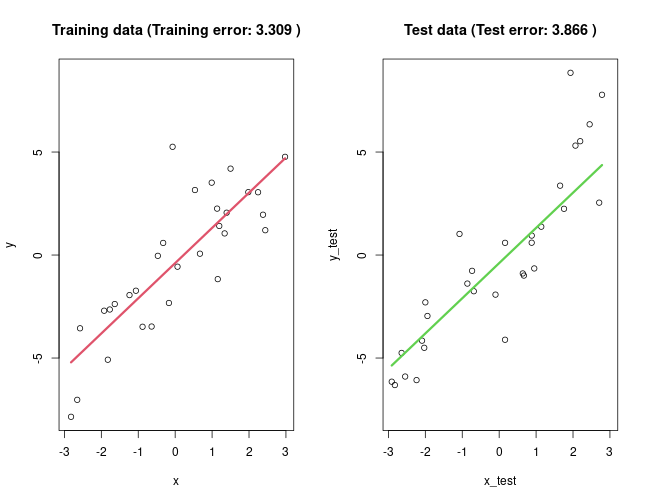 Training data (Training error: 3.309 )
y
5
0
-5
-3 -2 -1 0 1 2 3
x
Test data (Test error: 3.866 )
y_test
5
0
-5
-3 -2 -1 0 1 2 3
x_test